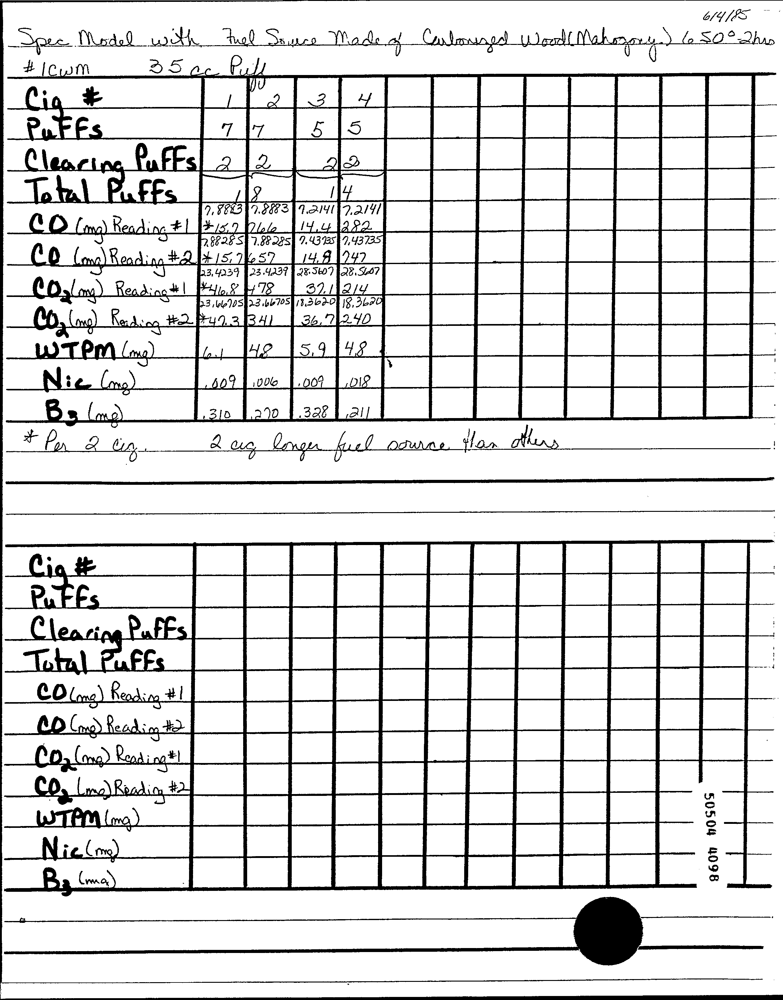 6/4/85
Spec Model with Fuel Source Made of Carbonized Wood (Mahogony) 650° 2hrs
#1CWM 35 cc Puff
Cig # 1 2 3 4
Puffs 7 7 5 5
Clearing Puffs 2 2 2 2
Total Puffs 18 14
7.8883 7.8883 7.2141 7.2141
CO (mg) Reading #1 *15.7 766 14.4 282
7.88285 7.88285 7.43735 7.43735
CO (mg) Reading #2 *15.7 657 14.8 747
23.4239 23.4239 28.5607 28.5607
CO2 (mg) Reading #1 *46.8 478 37.1 214
23.66705 23.66705 18.3620 18.3620
CO2 (mg) Reading #2 *47.3 341 36.7 240
WTPM (mg) 6.1 4.8 5.9 4.8
Nic (mg) .009 .006 .009 .018
B3 (mg) .310 .270 .328 .211
* Per 2 cig. 2 cig longer fuel source than others
Cig #
Puffs
Clearing Puffs
Total Puffs
CO (mg) Reading #1
CO (mg) Reading #2
CO2 (mg) Reading #1
CO2 (mg) Reading #2
WTPM (mg)
Nic (mg)
B3 (mg)
50504 4098